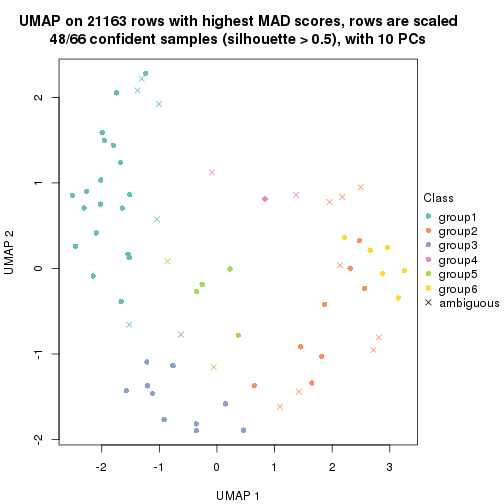 UMAP on 21163 rows with highest MAD scores, rows are scaled
48/66 confident samples (silhouette > 0.5), with 10 PCs
2
1
0
-1
-2
UMAP 2
-2
-1
0
1
2
3
UMAP 1
Class
group1
group2
group3
group4
group5
group6
ambiguous